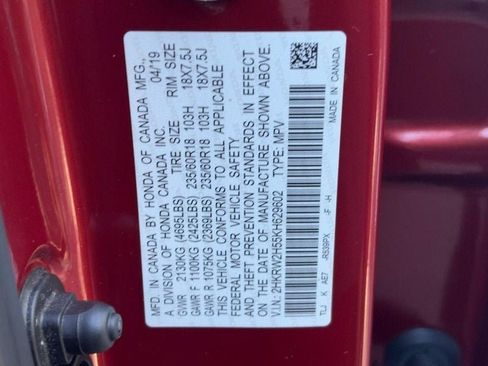 MFD. IN CANADA BY HONDA OF CANADA MFG.,
A DIVISION OF HONDA CANADA INC. 04/19
TIRE SIZE RIM SIZE
GVWR 2130KG (4695LBS)
GAWR F 1100KG (2425LBS) 235/60R18 103H 18X7.5J
GAWR R 1075KG (2369LBS) 235/60R18 103H 18X7.5J
THIS VEHICLE CONFORMS TO ALL APPLICABLE
FEDERAL MOTOR VEHICLE SAFETY
AND THEFT PREVENTION STANDARDS IN EFFECT
ON THE DATE OF MANUFACTURE SHOWN ABOVE.
V.I.N: 2HKRW2H55KH629602 TYPE: MPV
MADE IN CANADA
TLJ K AE7 -R539PX -F -H